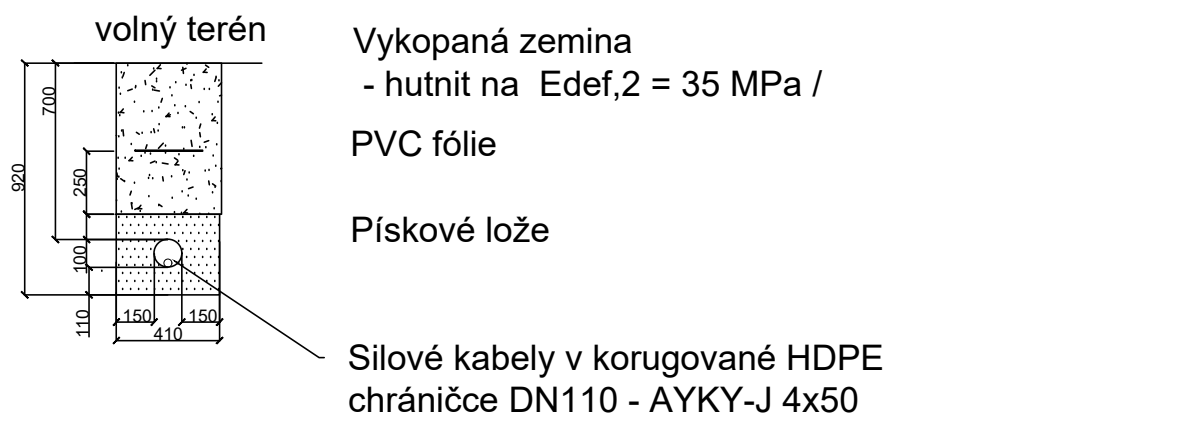 volný terén
Vykopaná zemina
- hutnit na Edef,2 = 35 MPa /
PVC fólie
Pískové lože
Silové kabely v korugované HDPE
chráničce DN110 - AYKY-J 4x50
920
700
250
100
110
150
150
410